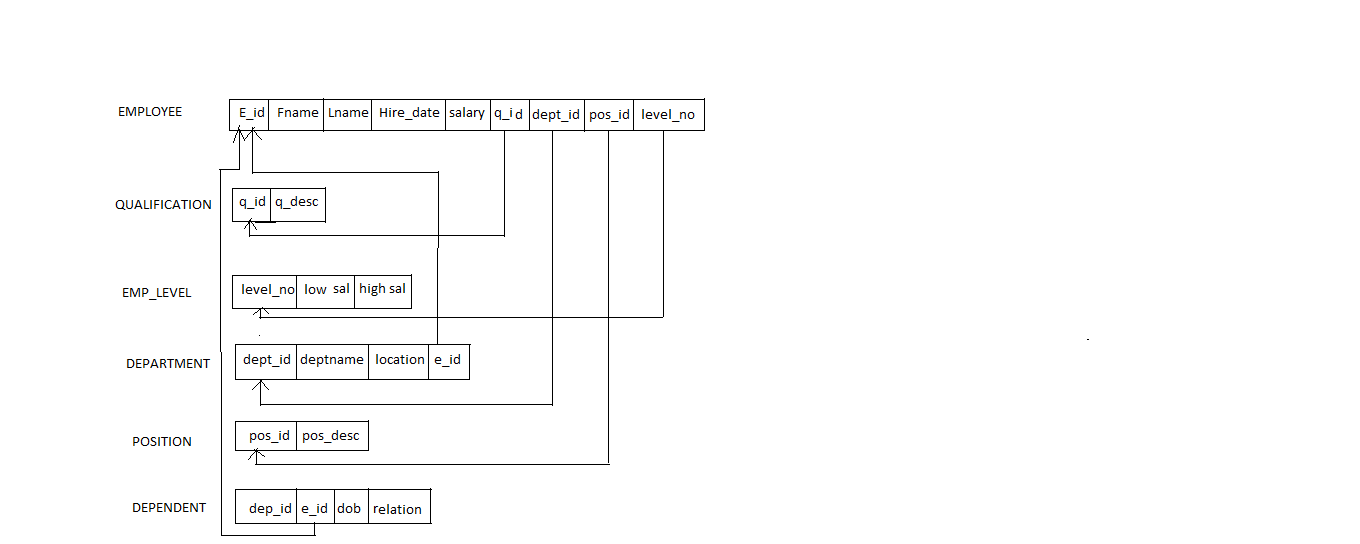 EMPLOYEE E_id Fname Lname Hire_date salary q_id dept_id pos_id level_no
QUALIFICATION q_id q_desc
EMP_LEVEL level_no low sal high sal
DEPARTMENT dept_id deptname location e_id
POSITION pos_id pos_desc
DEPENDENT dep_id e_id dob relation